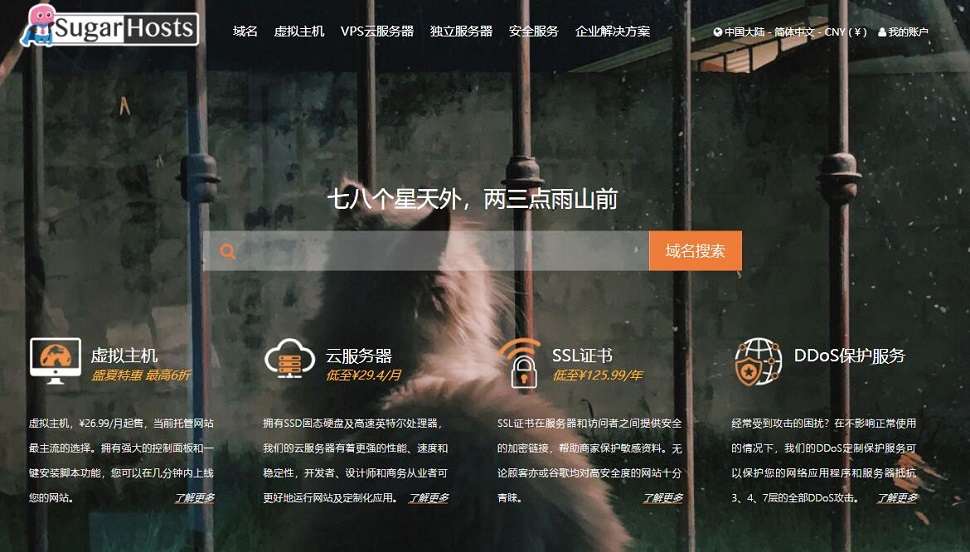 SugarHosts
域名 虚拟主机 VPS云服务器 独立服务器 安全服务 企业解决方案 中国大陆 - 简体中文 - CNY ( ¥ ) 我的账户
七八个星天外，两三点雨山前
域名搜索
虚拟主机
盛夏特惠 最高6折
虚拟主机，¥26.99/月起售，当前托管网站
最主流的选择。拥有强大的控制面板和一
键安装脚本功能，您可以在几分钟内上线
您的网站。 了解更多
云服务器
低至¥29.4/月
拥有SSD固态硬盘及高速英特尔处理器，
我们的云服务器有着更强的性能、速度和
稳定性，开发者、设计师和商务从业者可
更好地运行网站及定制化应用。 了解更多
SSL证书
低至¥125.99/年
SSL证书在服务器和访问者之间提供安全
的加密链接，帮助商家保护敏感资料。无
论顾客亦或谷歌均对高安全度的网站十分
青睐。 了解更多
DDoS保护服务
经常受到攻击的困扰？在不影响正常使用
的情况下，我们的DDoS定制保护服务可
以保护您的网络应用程序和服务器抵抗
3、4、7层的全部DDoS攻击。 了解更多